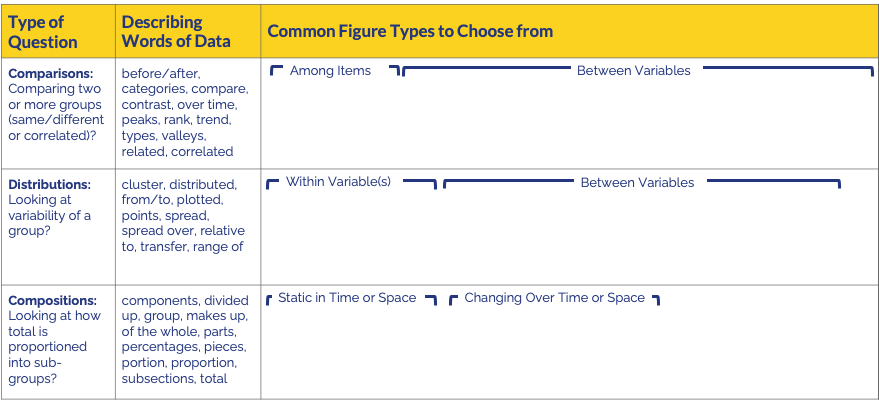 Type of
Question
Describing
Words of Data
Common Figure Types to Choose from
Comparisons:
Comparing two
or more groups
(same/different
or correlated)?
before/after,
categories, compare,
contrast, over time,
peaks, rank, trend,
types, valleys,
related, correlated
Among Items
Between Variables
Distributions:
Looking at
variability of a
group?
cluster, distributed,
from/to, plotted,
points, spread,
spread over, relative
to, transfer, range of
Within Variable(s)
Between Variables
Compositions:
Looking at how
total is
proportioned
into sub-
groups?
components, divided
up, group, makes up,
of the whole, parts,
percentages, pieces,
portion, proportion,
subsections, total
Static in Time or Space
Changing Over Time or Space